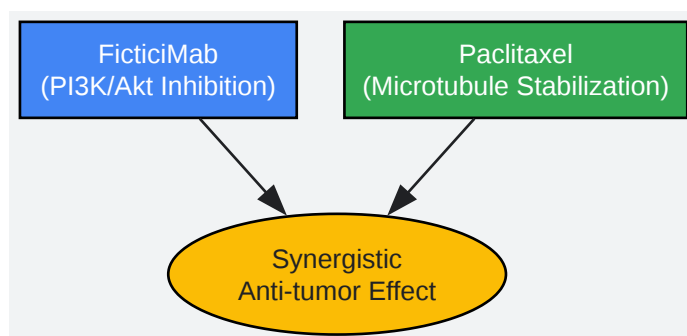 FicticiMab
(PI3K/Akt Inhibition)
Paclitaxel
(Microtubule Stabilization)
Synergistic
Anti-tumor Effect